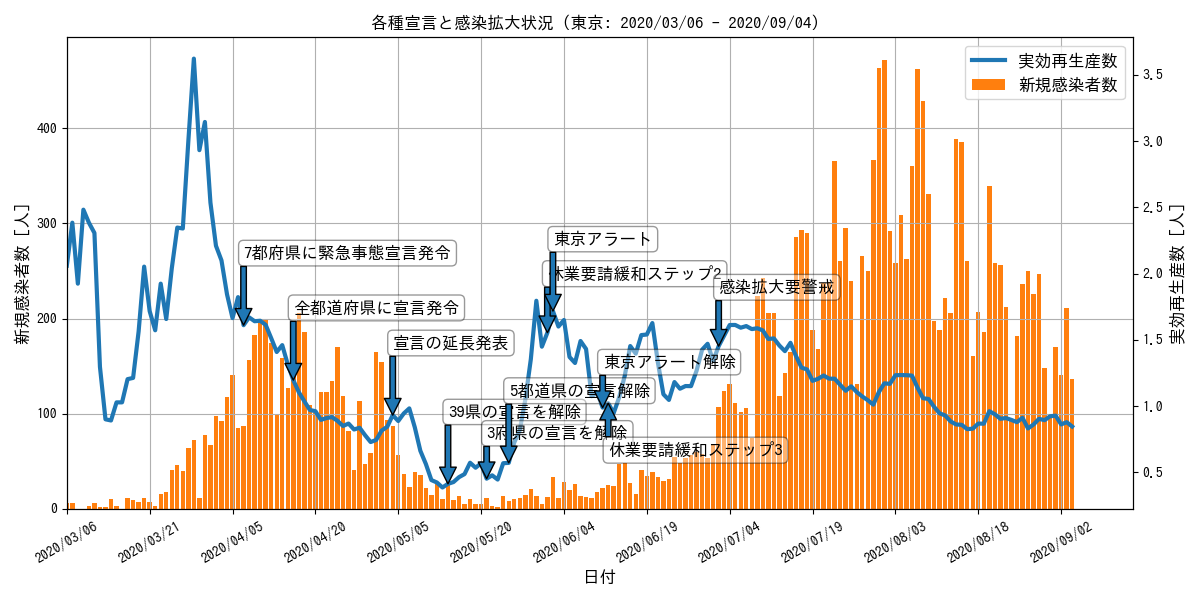 各種宣言と感染拡大状況 (東京: 2020/03/06 - 2020/09/04)
実効再生産数
新規感染者数
新規感染者数 [人]
400
300
200
100
0
3.5
3.0
2.5
2.0
1.5
1.0
0.5
実効再生産数 [人]
7都府県に緊急事態宣言発令
全都道府県に宣言発令
宣言の延長発表
39県の宣言を解除
3府県の宣言を解除
5都道県の宣言解除
東京アラート
休業要請緩和ステップ2
東京アラート解除
休業要請緩和ステップ3
感染拡大要警戒
2020/03/06
2020/03/21
2020/04/05
2020/04/20
2020/05/05
2020/05/20
2020/06/04
2020/06/19
2020/07/04
2020/07/19
2020/08/03
2020/08/18
2020/09/02
日付